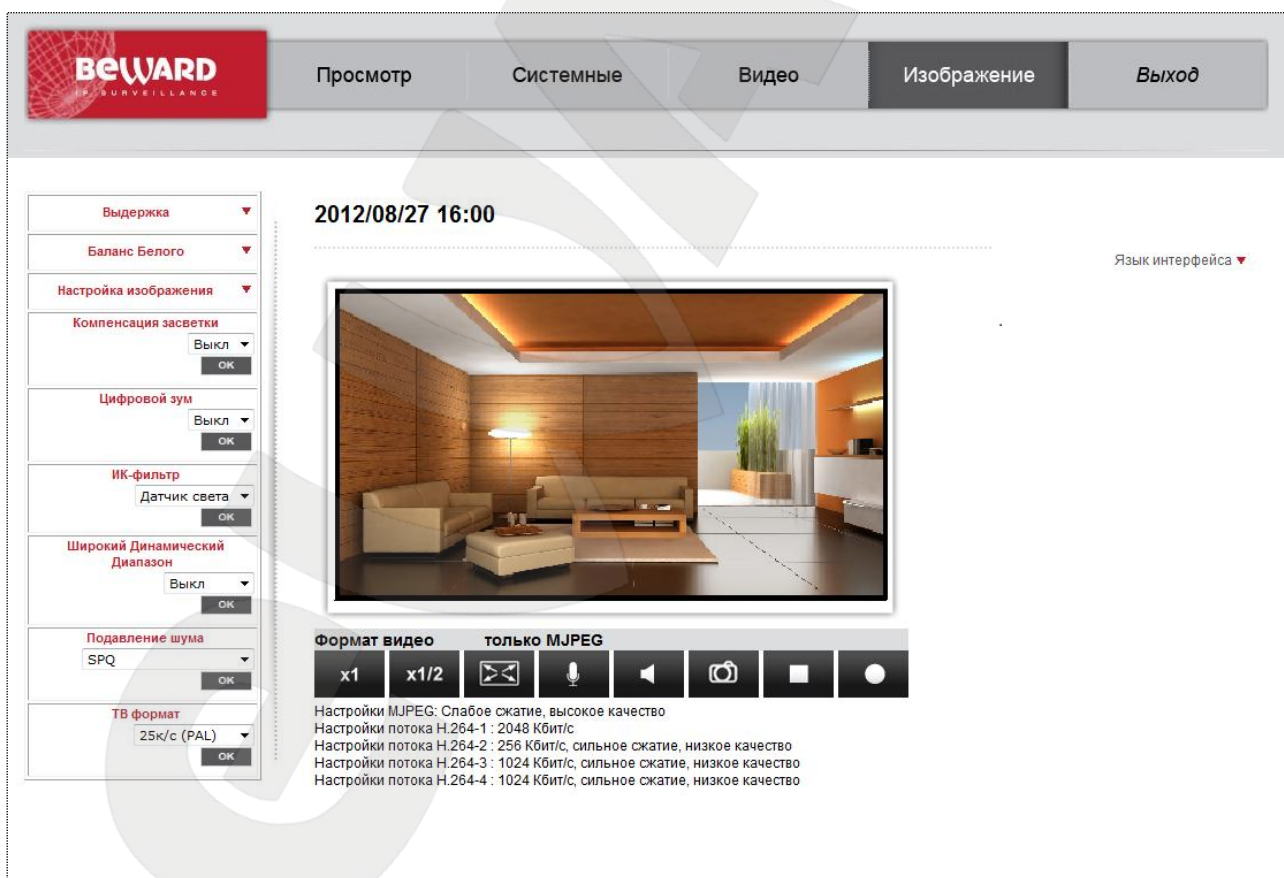 BEWARD
IP SURVEILLANCE
Просмотр
Системные
Видео
Изображение
Выход
Выдержка
Баланс Белого
Настройка изображения
Компенсация засветки
Выкл
OK
Цифровой зум
Выкл
OK
ИК-фильтр
Датчик света
OK
Широкий Динамический
Диапазон
Выкл
OK
Подавление шума
SPQ
OK
ТВ формат
25к/с (PAL)
OK
2012/08/27 16:00
Язык интерфейса
Формат видео только MJPEG
x1 x1/2
Настройки MJPEG: Слабое сжатие, высокое качество
Настройки потока H.264-1 : 2048 Кбит/с
Настройки потока H.264-2 : 256 Кбит/с, сильное сжатие, низкое качество
Настройки потока H.264-3 : 1024 Кбит/с, сильное сжатие, низкое качество
Настройки потока H.264-4 : 1024 Кбит/с, сильное сжатие, низкое качество